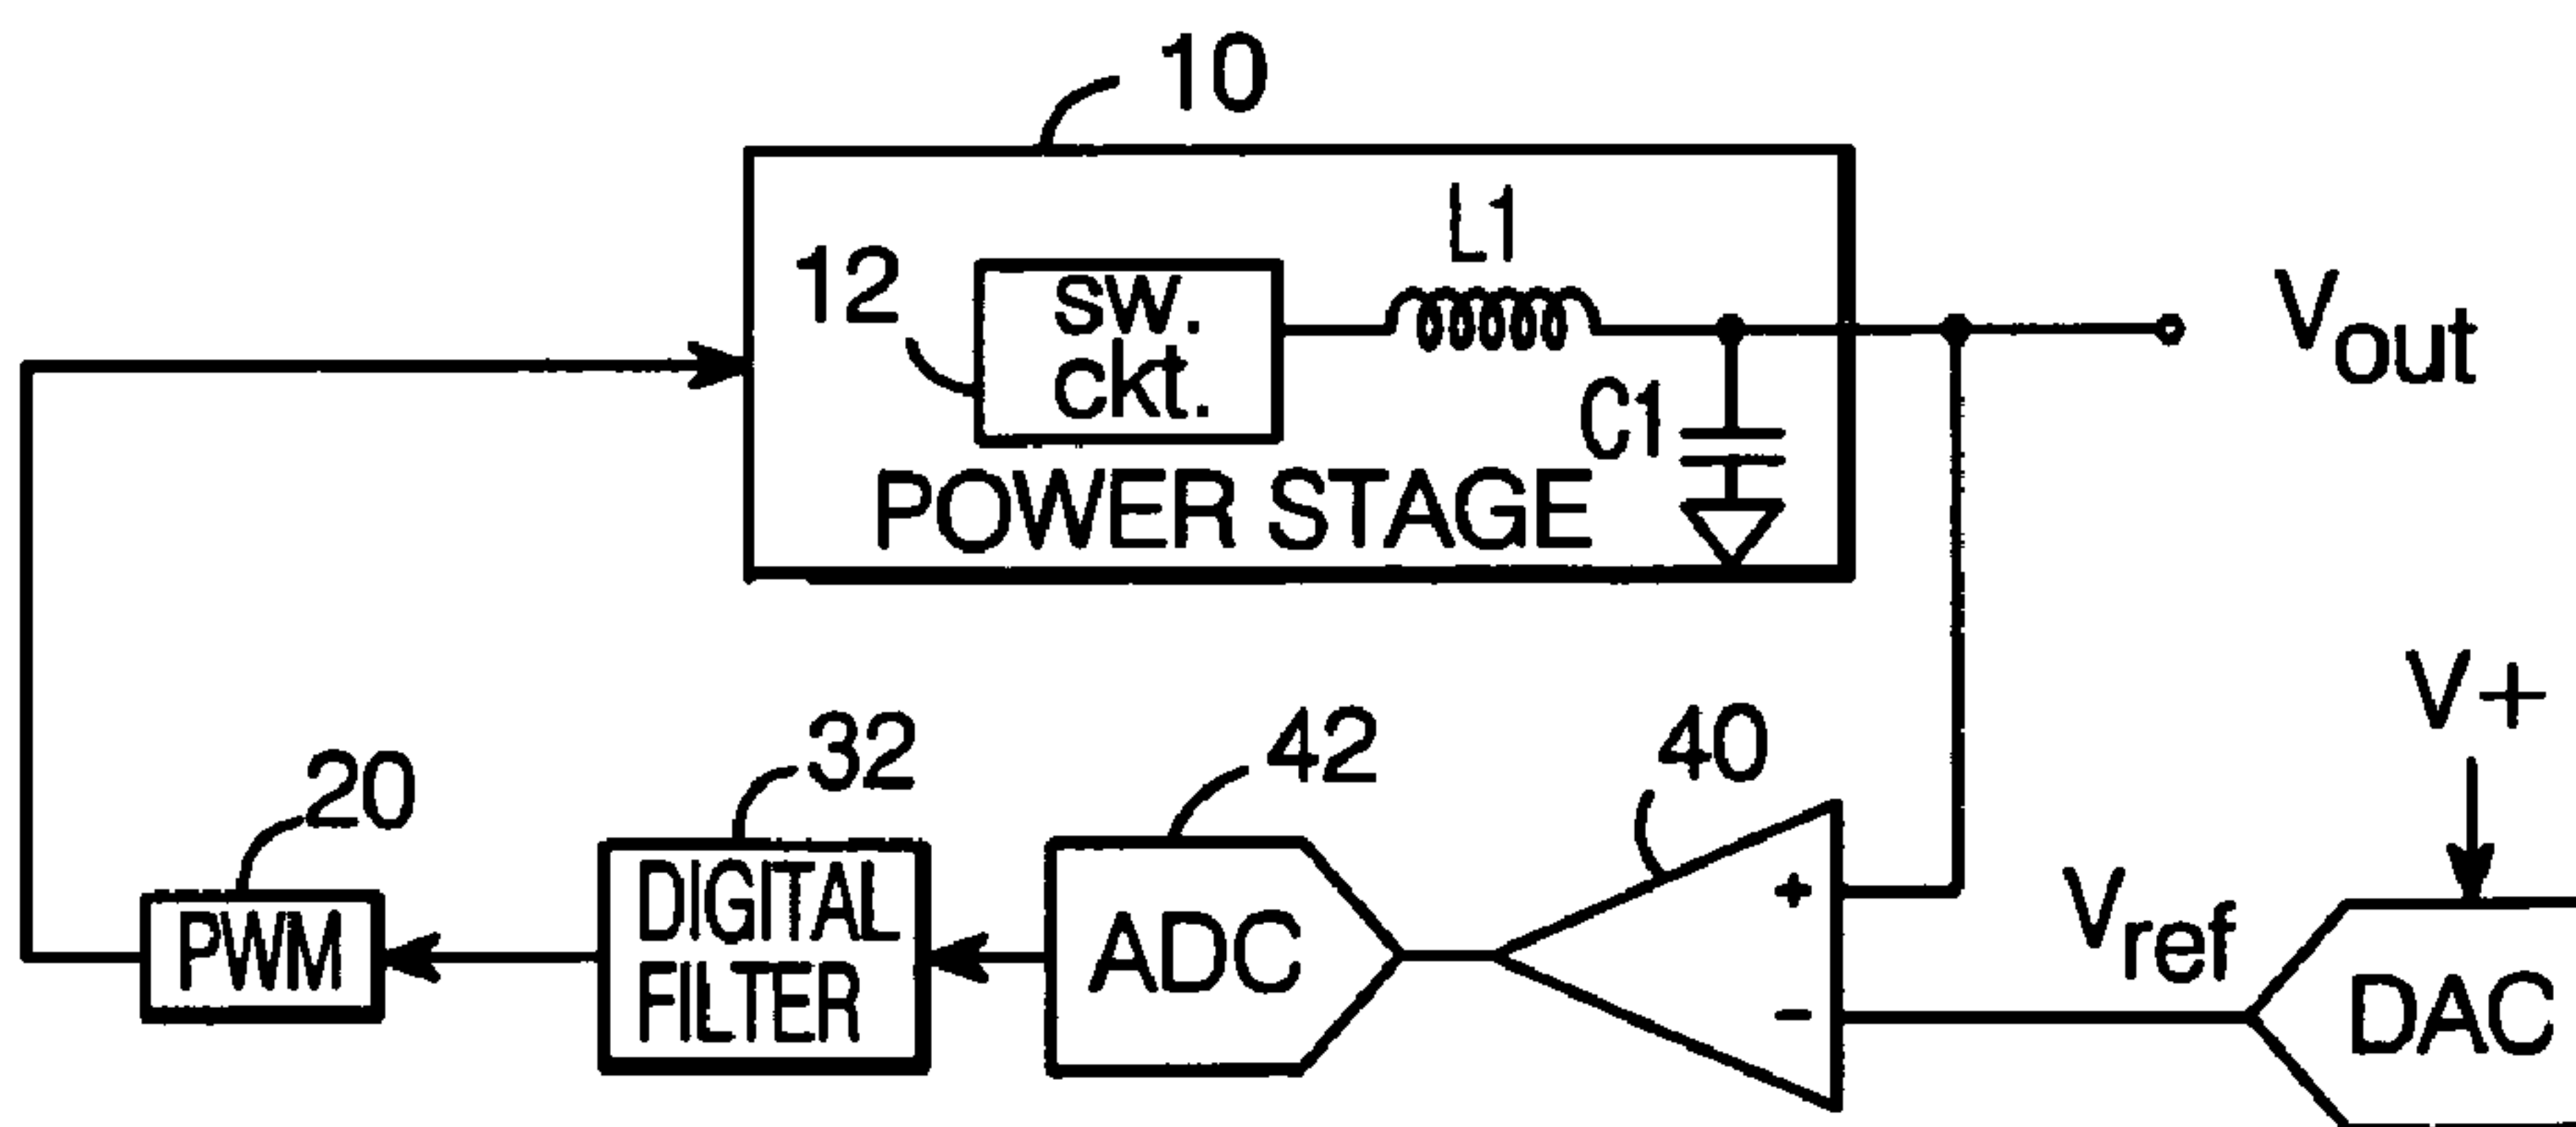 10
L1
12
sw.
ckt.
Vout
C1
POWER STAGE
V+
32
42
40
20
+
Vref
DIGITAL
FILTER
PWM
ADC
DAC
-